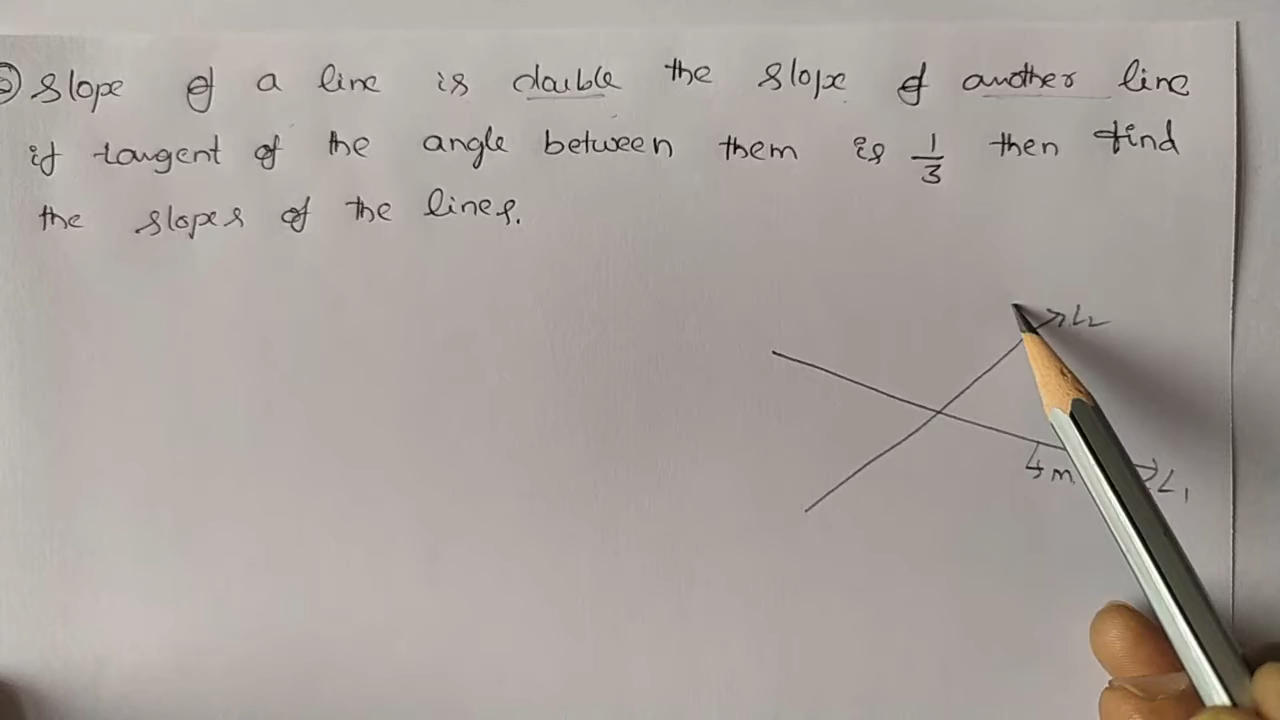 slope of a line is double the slope of another line
if tangent of the angle between them is 1/3 then find
the slopes of the lines.
L2
m
L1